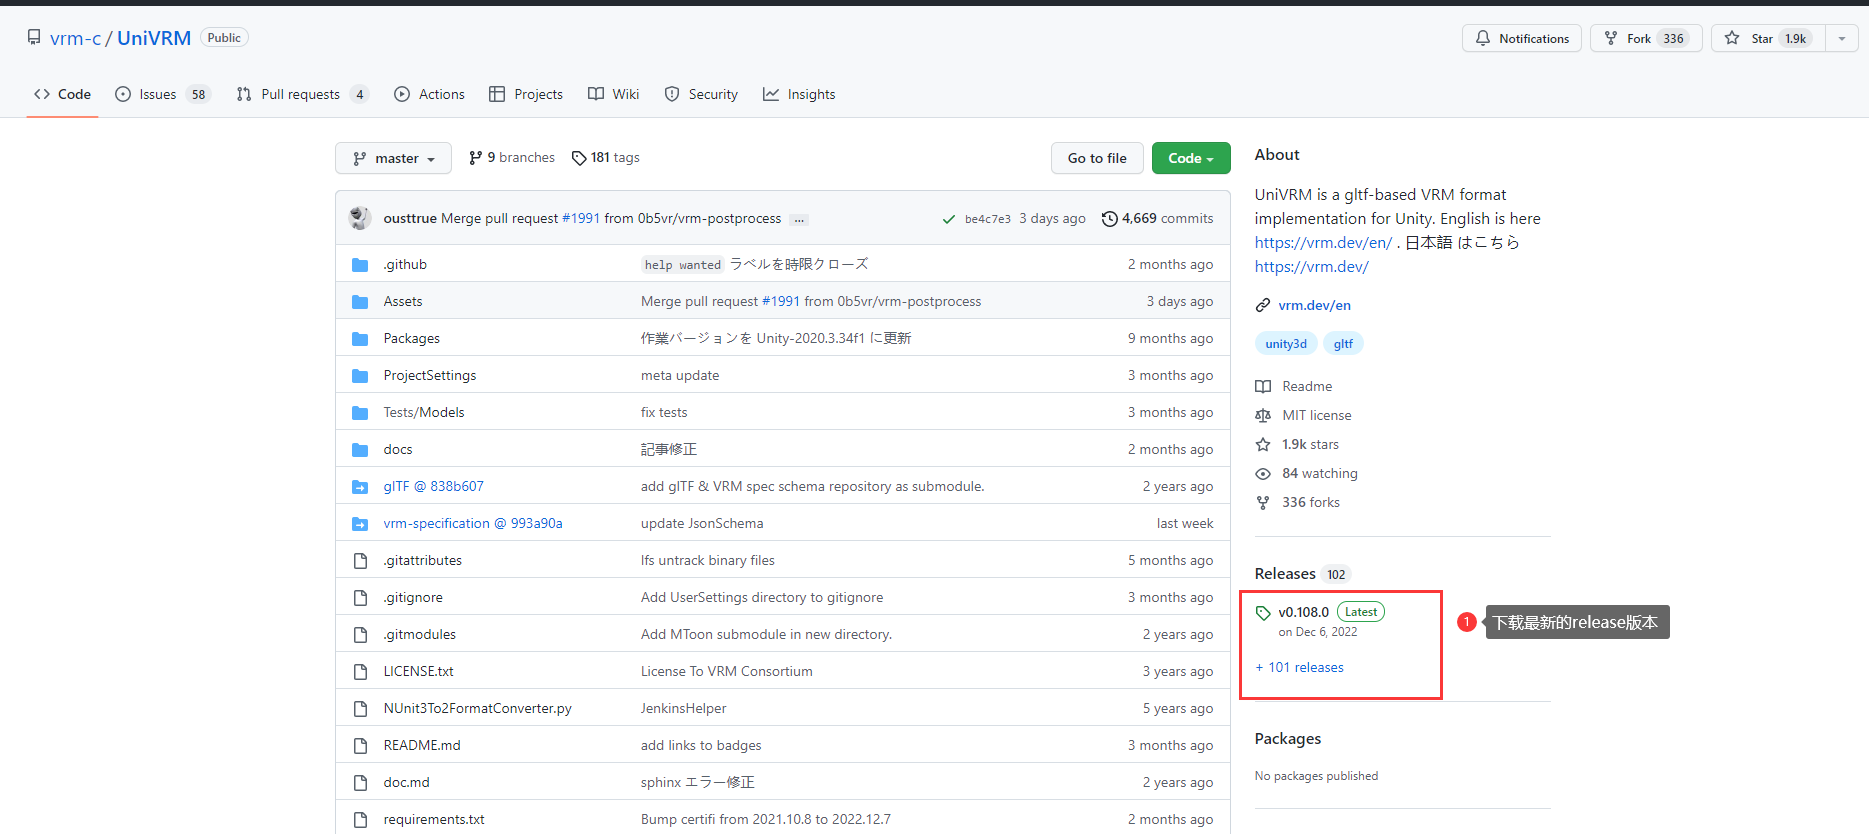 vrm-c / UniVRM Public
Notifications Fork 336 Star 1.9k
Code Issues 58 Pull requests 4 Actions Projects Wiki Security Insights
master 9 branches 181 tags Go to file Code
ousttrue Merge pull request #1991 from 0b5vr/vrm-postprocess ... be4c7e3 3 days ago 4,669 commits
.github help wanted ラベルを時限クローズ 2 months ago
Assets Merge pull request #1991 from 0b5vr/vrm-postprocess 3 days ago
Packages 作業バージョンを Unity-2020.3.34f1 に更新 9 months ago
ProjectSettings meta update 3 months ago
Tests/Models fix tests 3 months ago
docs 記事修正 2 months ago
glTF @ 838b607 add glTF & VRM spec schema repository as submodule. 2 years ago
vrm-specification @ 993a90a update JsonSchema last week
.gitattributes lfs untrack binary files 5 months ago
.gitignore Add UserSettings directory to gitignore 3 months ago
.gitmodules Add MToon submodule in new directory. 2 years ago
LICENSE.txt License To VRM Consortium 3 years ago
NUnit3To2FormatConverter.py JenkinsHelper 5 years ago
README.md add links to badges 3 months ago
doc.md sphinx エラー修正 2 years ago
requirements.txt Bump certifi from 2021.10.8 to 2022.12.7 2 months ago
About
UniVRM is a gltf-based VRM format
implementation for Unity. English is here
https://vrm.dev/en/ . 日本語 はこちら
https://vrm.dev/
vrm.dev/en
unity3d gltf
Readme
MIT license
1.9k stars
84 watching
336 forks
Releases 102
v0.108.0 Latest
on Dec 6, 2022
+ 101 releases
1 下载最新的release版本
Packages
No packages published